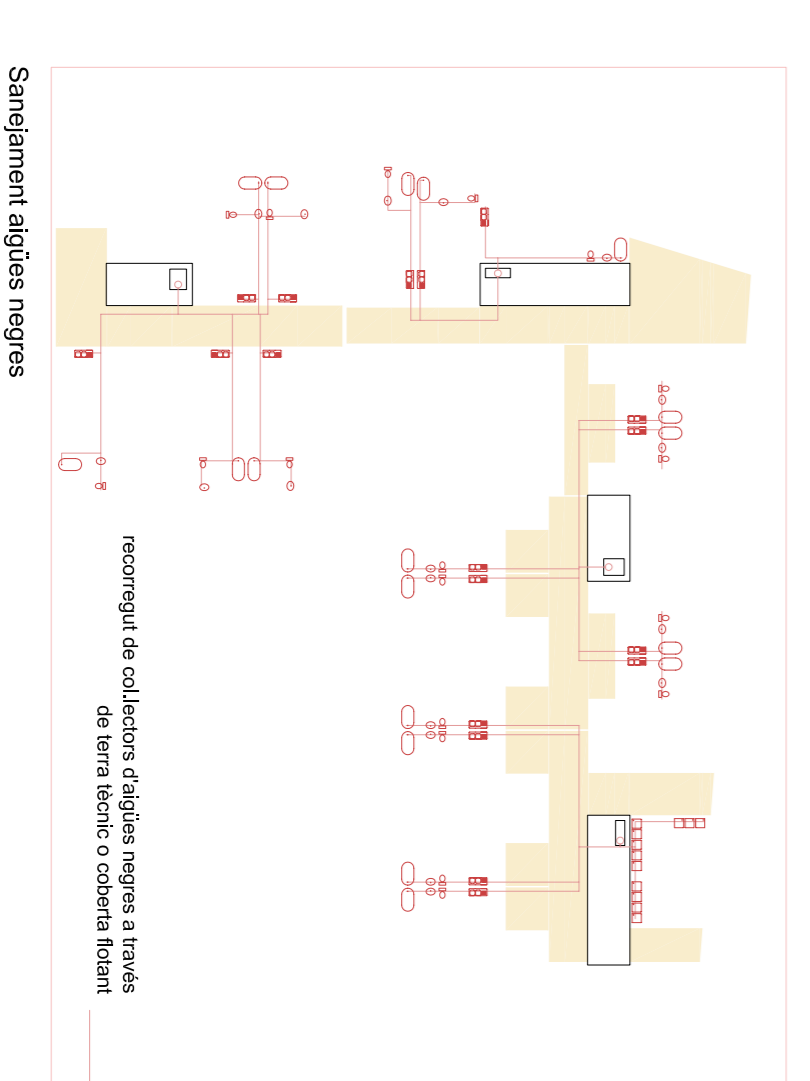 Sanejament aigües negres
recorregut de col.lectors d'aigües negres a través
de terra tècnic o coberta flotant